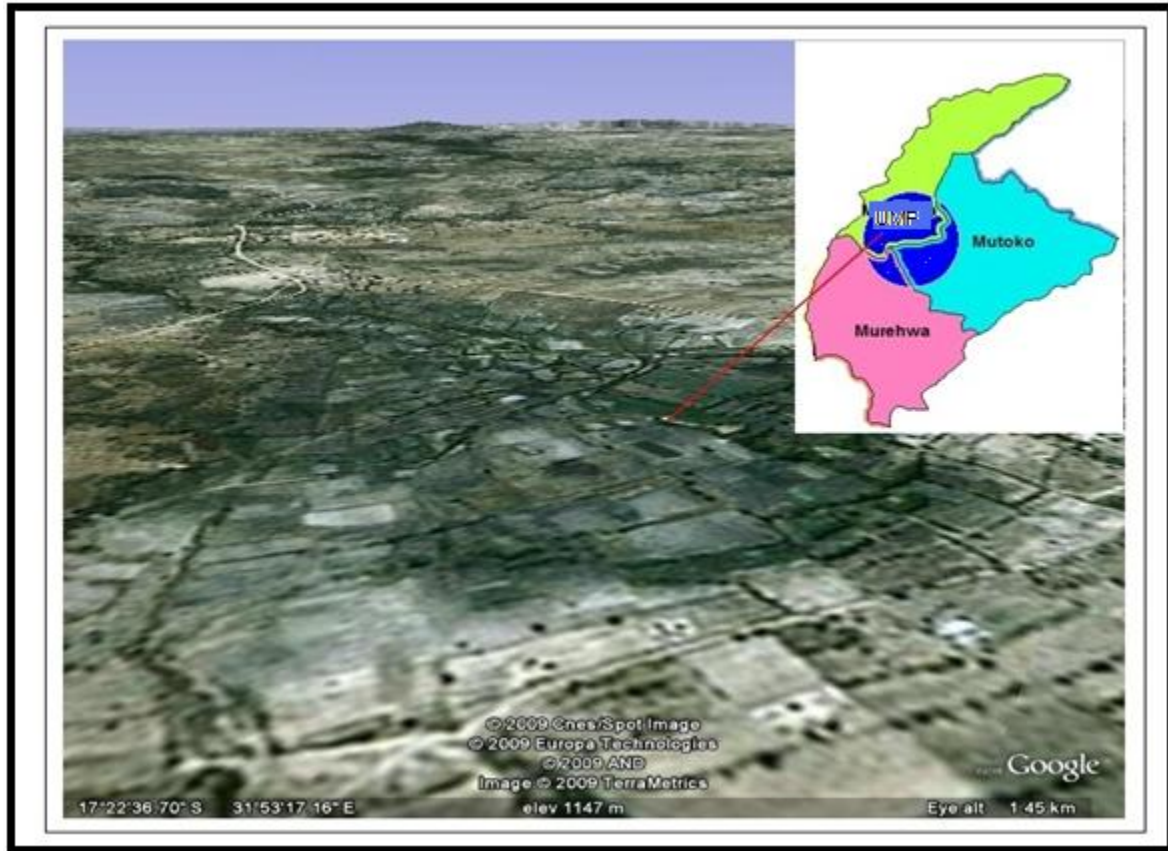 UMP
Mutoko
Murehwa
© 2009 Cnes/Spot Image
© 2009 Europa Technologies
© 2009 AND
Image © 2009 TerraMetrics
Google
17°22'36.70" S 31°53'17.16" E elev 1147 m Eye alt 1.45 km